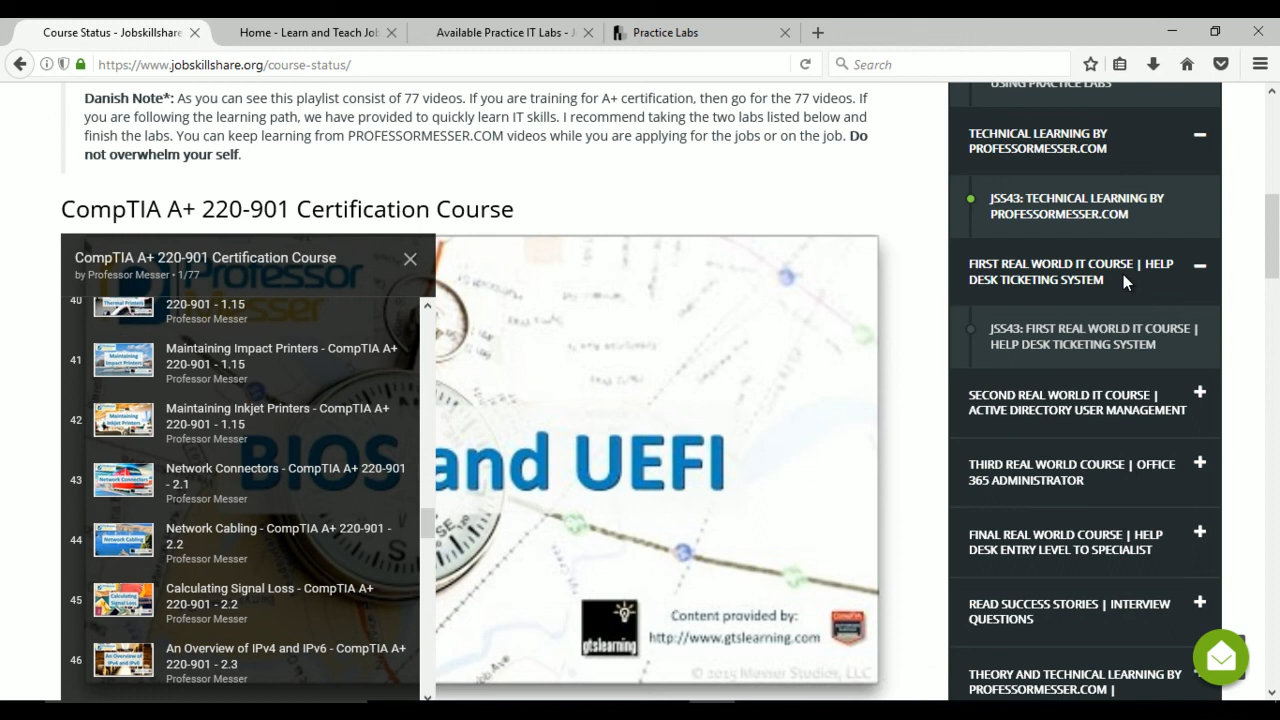 Course Status - Jobskillshare
Home - Learn and Teach Jo
Available Practice IT Labs -
Practice Labs
https://www.jobskillshare.org/course-status/
Search
Danish Note*: As you can see this playlist consist of 77 videos. If you are training for A+ certification, then go for the 77 videos. If
you are following the learning path, we have provided to quickly learn IT skills. I recommend taking the two labs listed below and
finish the labs. You can keep learning from PROFESSORMESSER.COM videos while you are applying for the jobs or on the job. Do
not overwhelm your self.
CompTIA A+ 220-901 Certification Course
CompTIA A+ 220-901 Certification Course
by Professor Messer • 1/77
Professor
Messer
40
220-901 - 1.15
Professor Messer
41
Maintaining Impact Printers - CompTIA A+
220-901 - 1.15
Professor Messer
42
Maintaining Inkjet Printers - CompTIA A+
220-901 - 1.15
Professor Messer
43
Network Connectors - CompTIA A+ 220-901
- 2.1
Professor Messer
44
Network Cabling - CompTIA A+ 220-901 -
2.2
Professor Messer
45
Calculating Signal Loss - CompTIA A+
220-901 - 2.2
Professor Messer
46
An Overview of IPv4 and IPv6 - CompTIA A+
220-901 - 2.3
Professor Messer
BIOS and UEFI
gtslearning
Content provided by:
http://www.gtslearning.com
© 2015 Messer Studios, LLC
USING PRACTICE LABS
TECHNICAL LEARNING BY
PROFESSORMESSER.COM
JSS43: TECHNICAL LEARNING BY
PROFESSORMESSER.COM
FIRST REAL WORLD IT COURSE | HELP
DESK TICKETING SYSTEM
JSS43: FIRST REAL WORLD IT COURSE |
HELP DESK TICKETING SYSTEM
SECOND REAL WORLD IT COURSE |
ACTIVE DIRECTORY USER MANAGEMENT
THIRD REAL WORLD COURSE | OFFICE
365 ADMINISTRATOR
FINAL REAL WORLD COURSE | HELP
DESK ENTRY LEVEL TO SPECIALIST
READ SUCCESS STORIES | INTERVIEW
QUESTIONS
THEORY AND TECHNICAL LEARNING BY
PROFESSORMESSER.COM |